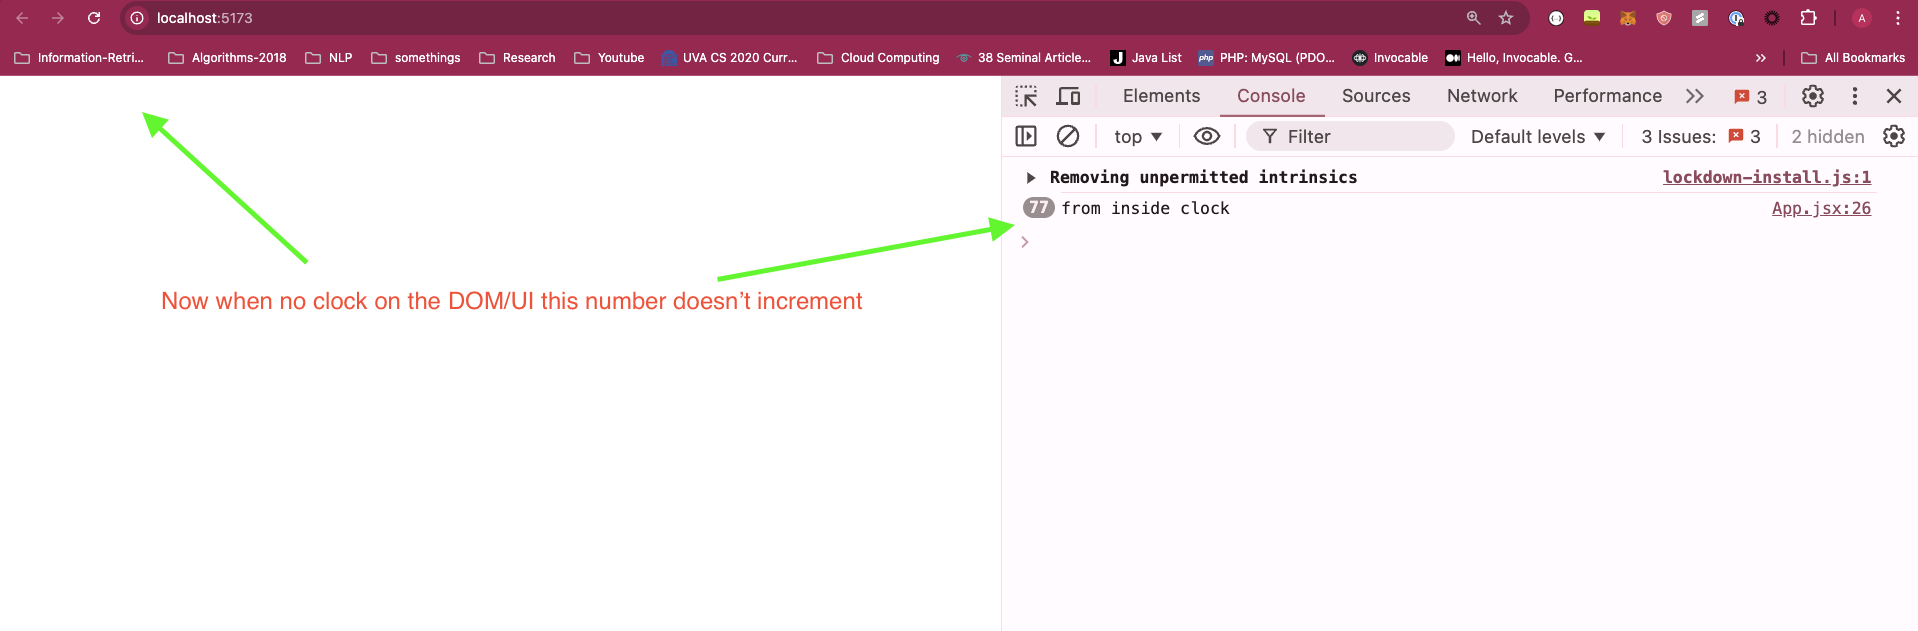 localhost:5173
A
Information-Retri...
Algorithms-2018
NLP
somethings
Research
Youtube
UVA CS 2020 Curr...
Cloud Computing
38 Seminal Article...
J
Java List
php
PHP: MySQL (PDO...
Invocable
Hello, Invocable. G...
All Bookmarks
Elements
Console
Sources
Network
Performance
3
top
Filter
Default levels
3 Issues:
3
2 hidden
Removing unpermitted intrinsics
lockdown-install.js:1
77
from inside clock
App.jsx:26
Now when no clock on the DOM/UI this number doesn't increment